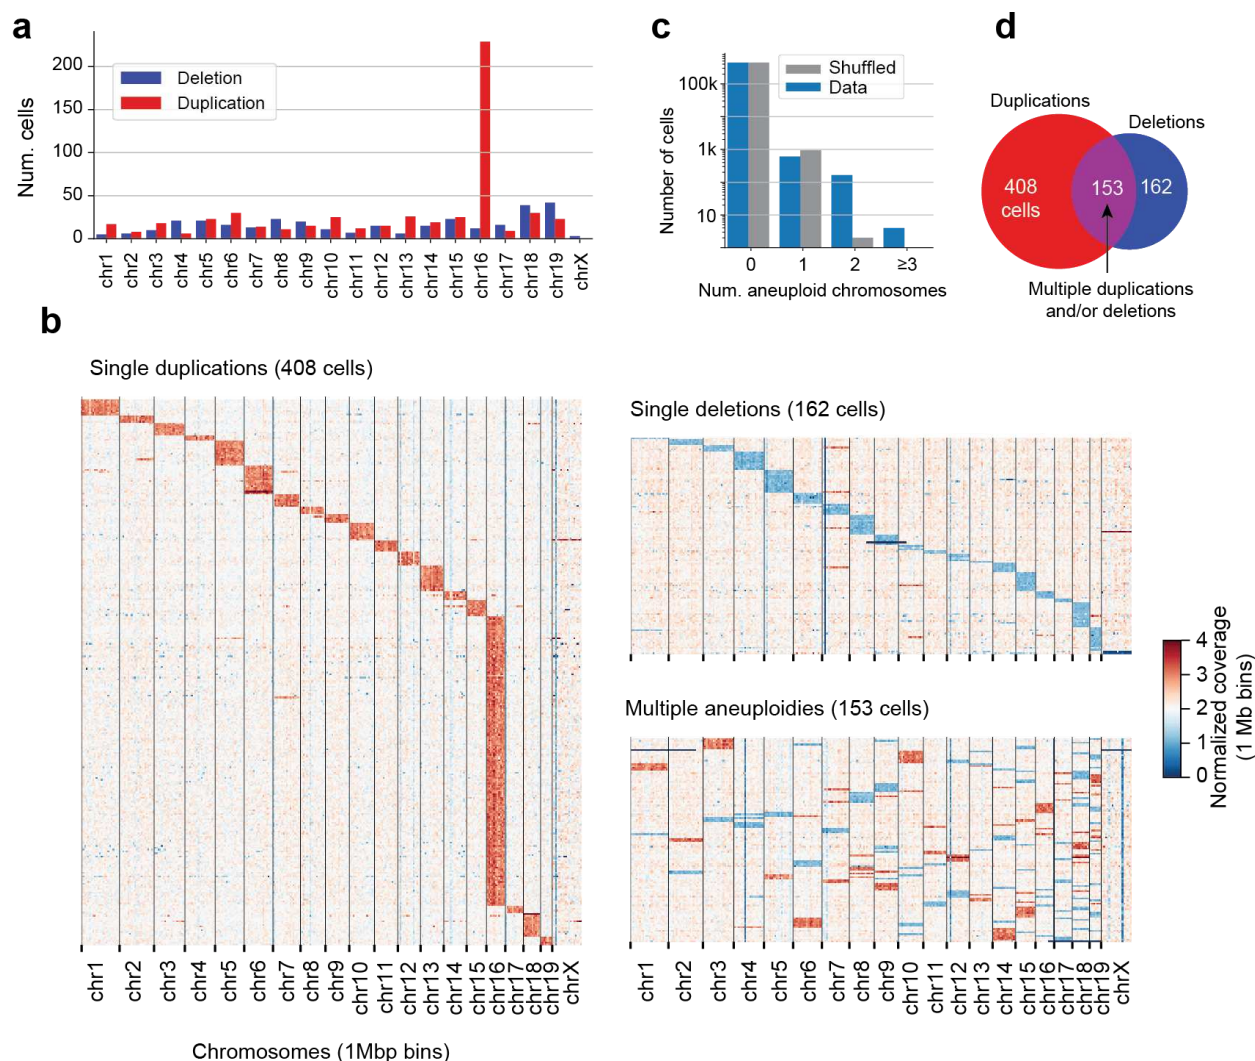 a
Num. cells
200
150
100
50
0
Deletion
Duplication
chr1
chr2
chr3
chr4
chr5
chr6
chr7
chr8
chr9
chr10
chr11
chr12
chr13
chr14
chr15
chr16
chr17
chr18
chr19
chrX
c
Number of cells
100k
1k
10
Shuffled
Data
0 1 2 ≥3
Num. aneuploid chromosomes
d
Duplications
Deletions
408
cells
153
162
Multiple duplications
and/or deletions
b
Single duplications (408 cells)
chr1
chr2
chr3
chr4
chr5
chr6
chr7
chr8
chr9
chr10
chr11
chr12
chr13
chr14
chr15
chr16
chr17
chr18
chr19
chrX
Chromosomes (1Mbp bins)
Single deletions (162 cells)
Multiple aneuploidies (153 cells)
chr1
chr2
chr3
chr4
chr5
chr6
chr7
chr8
chr9
chr10
chr11
chr12
chr13
chr14
chr15
chr16
chr17
chr18
chr19
chrX
4
3
2
1
0
Normalized coverage
(1 Mb bins)